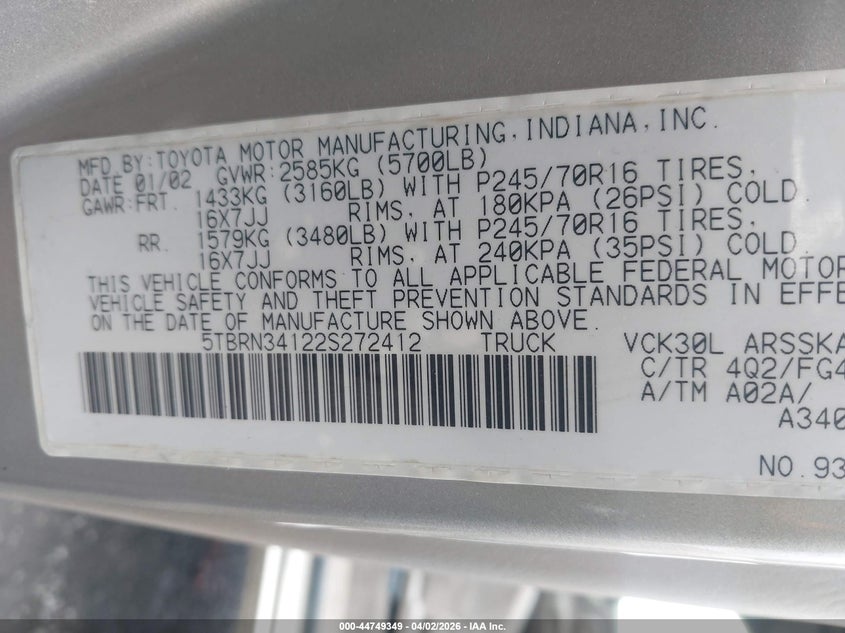 MFD BY:TOYOTA MOTOR MANUFACTURING,INDIANA,INC.
DATE 01/02 GVWR:2585KG (5700LB)
GAWR:FRT. 1433KG (3160LB) WITH P245/70R16 TIRES,
16X7JJ RIMS, AT 180KPA (26PSI) COLD.
RR. 1579KG (3480LB) WITH P245/70R16 TIRES,
16X7JJ RIMS, AT 240KPA (35PSI) COLD.
THIS VEHICLE CONFORMS TO ALL APPLICABLE FEDERAL MOTOR
VEHICLE SAFETY AND THEFT PREVENTION STANDARDS IN EFFE
ON THE DATE OF MANUFACTURE SHOWN ABOVE.
5TBRN34122S272412 TRUCK VCK30L ARSSKA
C/TR 4Q2/FG4
A/TM A02A/
A340
NO.93
000-44749349 | 04/02/2026 - IAA Inc.